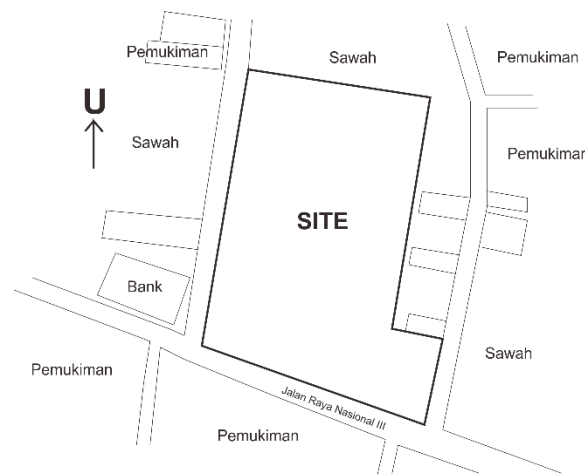 Pemukiman
Sawah
Pemukiman
U
Sawah
Pemukiman
SITE
Bank
Pemukiman
Sawah
Jalan Raya Nasional III
Pemukiman